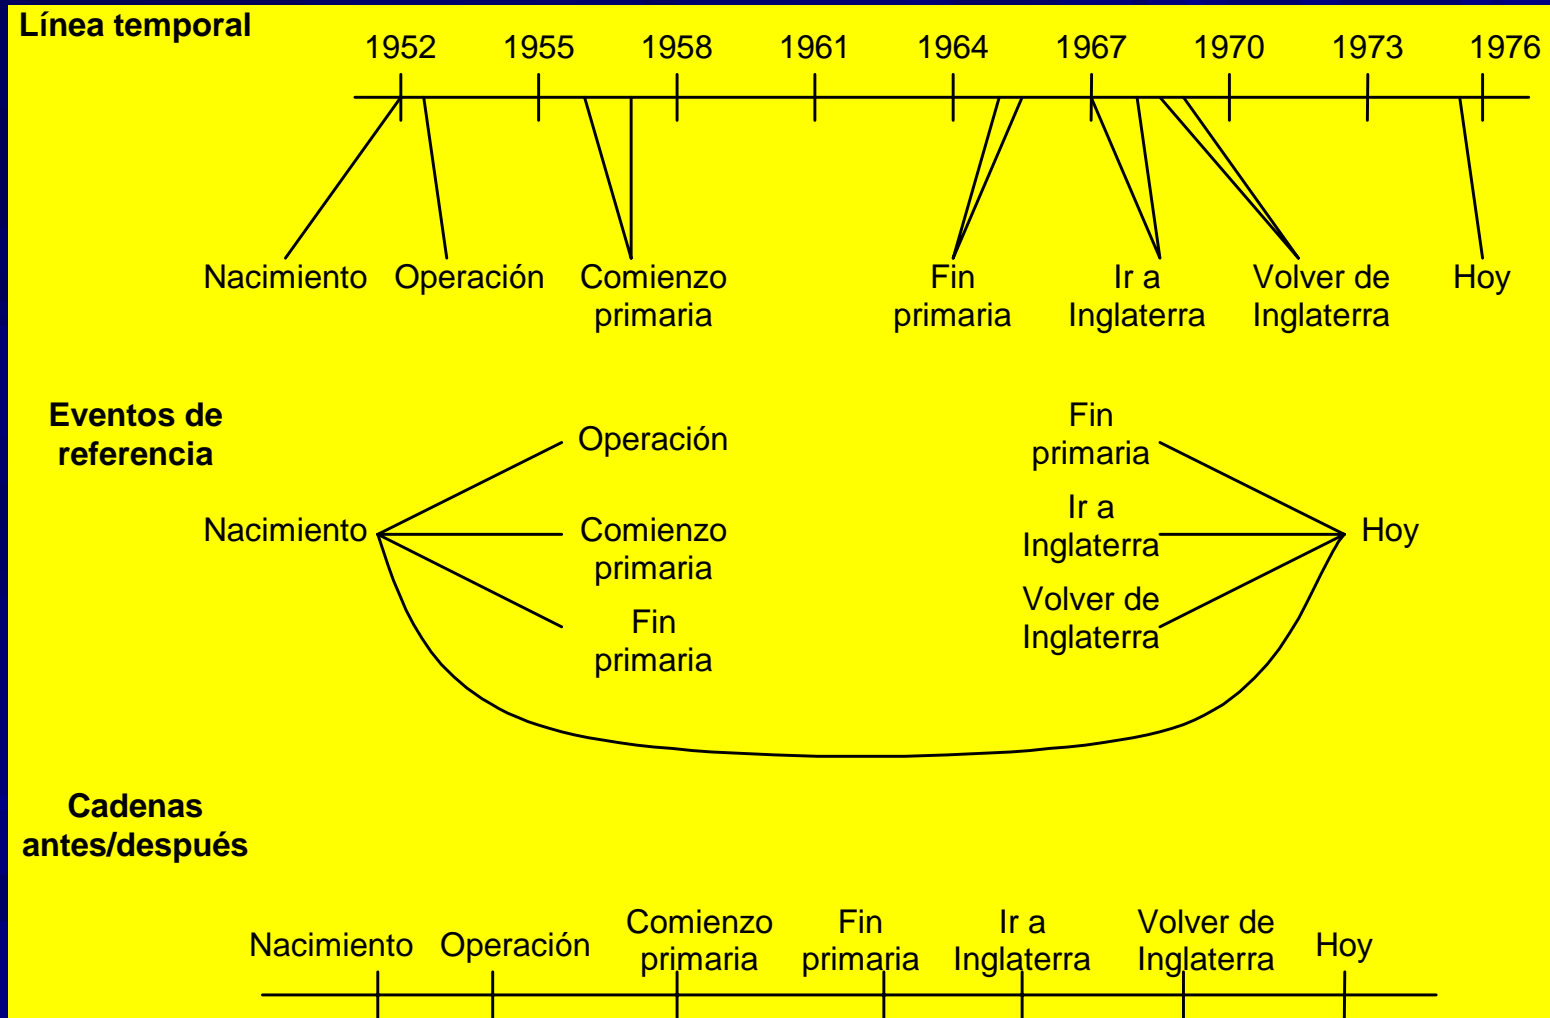 Línea temporal
1952 1955 1958 1961 1964 1967 1970 1973 1976
Nacimiento Operación Comienzo Fin Ir a Volver de Hoy
primaria primaria Inglaterra Inglaterra
Eventos de
referencia
Nacimiento
Operación
Comienzo
primaria
Fin
primaria
Fin
primaria
Ir a
Inglaterra
Volver de
Inglaterra
Hoy
Cadenas
antes/después
Nacimiento Operación Comienzo Fin Ir a Volver de Hoy
primaria primaria Inglaterra Inglaterra